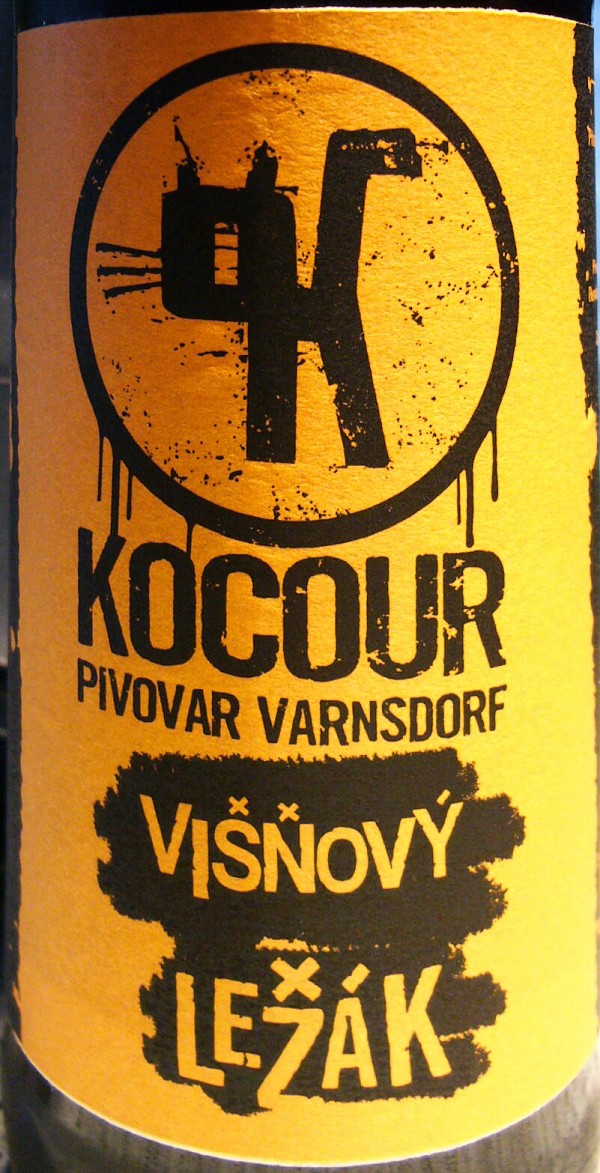 K
KOCOUR
PIVOVAR VARNSDORF
VIŠŇOVÝ
LEŽÁK